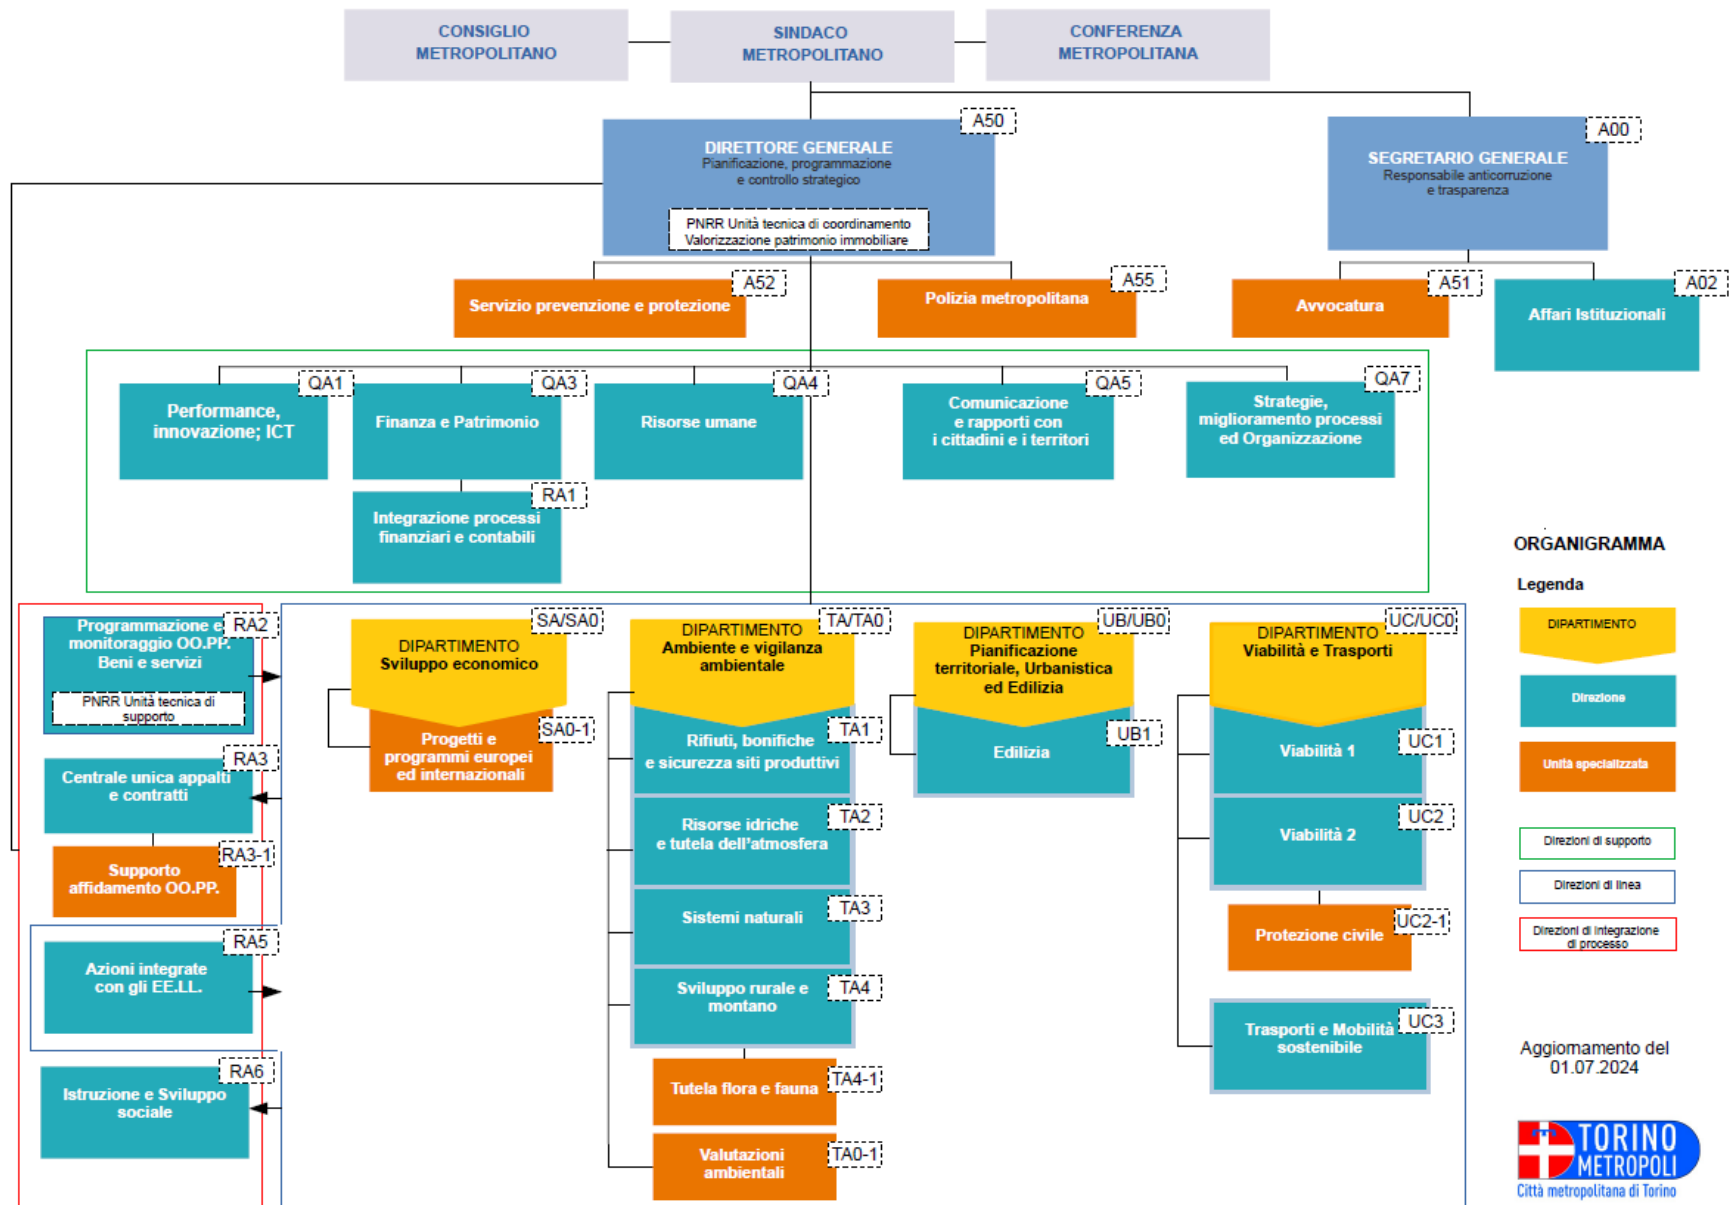 CONSIGLIO
METROPOLITANO
SINDACO
METROPOLITANO
CONFERENZA
METROPOLITANA
A50
DIRETTORE GENERALE
Pianificazione, programmazione
e controllo strategico
PNRR Unità tecnica di coordinamento
Valorizzazione patrimonio immobiliare
A00
SEGRETARIO GENERALE
Responsabile anticorruzione
e trasparenza
A52
Servizio prevenzione e protezione
A55
Polizia metropolitana
A51
Avvocatura
A02
Affari Istituzionali
QA1
Performance,
innovazione; ICT
QA3
Finanza e Patrimonio
QA4
Risorse umane
QA5
Comunicazione
e rapporti con
i cittadini e i territori
QA7
Strategie,
miglioramento processi
ed Organizzazione
RA1
Integrazione processi
finanziari e contabili
RA2
Programmazione e
monitoraggio OO.PP.
Beni e servizi
PNRR Unità tecnica di
supporto
RA3
Centrale unica appalti
e contratti
RA3-1
Supporto
affidamento OO.PP.
RA5
Azioni integrate
con gli EE.LL.
RA6
Istruzione e Sviluppo
sociale
SA/SA0
DIPARTIMENTO
Sviluppo economico
SA0-1
Progetti e
programmi europei
ed internazionali
TA/TA0
DIPARTIMENTO
Ambiente e vigilanza
ambientale
TA1
Rifiuti, bonifiche
e sicurezza siti produttivi
TA2
Risorse idriche
e tutela dell'atmosfera
TA3
Sistemi naturali
TA4
Sviluppo rurale e
montano
TA4-1
Tutela flora e fauna
TA0-1
Valutazioni
ambientali
UB/UB0
DIPARTIMENTO
Pianificazione
territoriale, Urbanistica
ed Edilizia
UB1
Edilizia
UC/UC0
DIPARTIMENTO
Viabilità e Trasporti
UC1
Viabilità 1
UC2
Viabilità 2
UC2-1
Protezione civile
UC3
Trasporti e Mobilità
sostenibile
ORGANIGRAMMA
Legenda
DIPARTIMENTO
Direzione
Unità specializzata
Direzioni di supporto
Direzioni di linea
Direzioni di integrazione
di processo
Aggiornamento del
01.07.2024
TORINO
METROPOLI
Città metropolitana di Torino